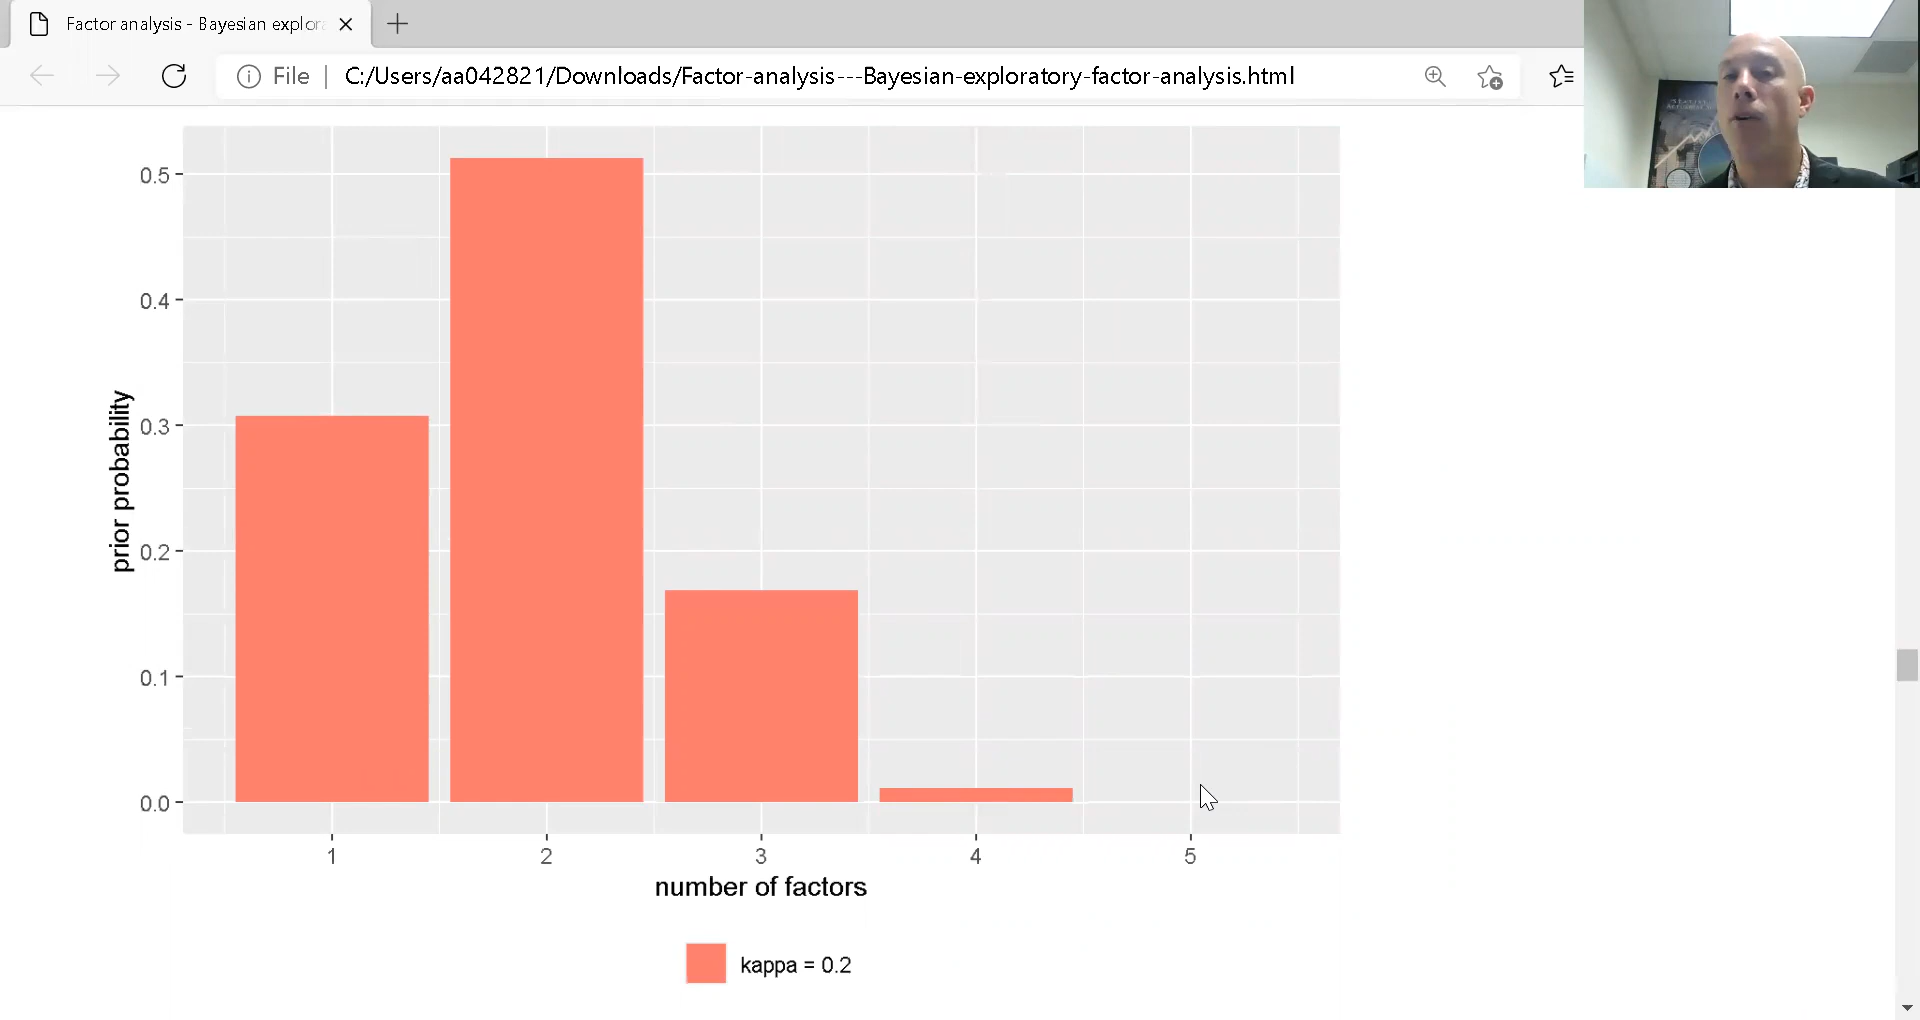 Factor analysis - Bayesian explora
File | C:/Users/aa042821/Downloads/Factor-analysis---Bayesian-exploratory-factor-analysis.html
prior probability
0.5
0.4
0.3
0.2
0.1
0.0
1 2 3 4 5
number of factors
kappa = 0.2